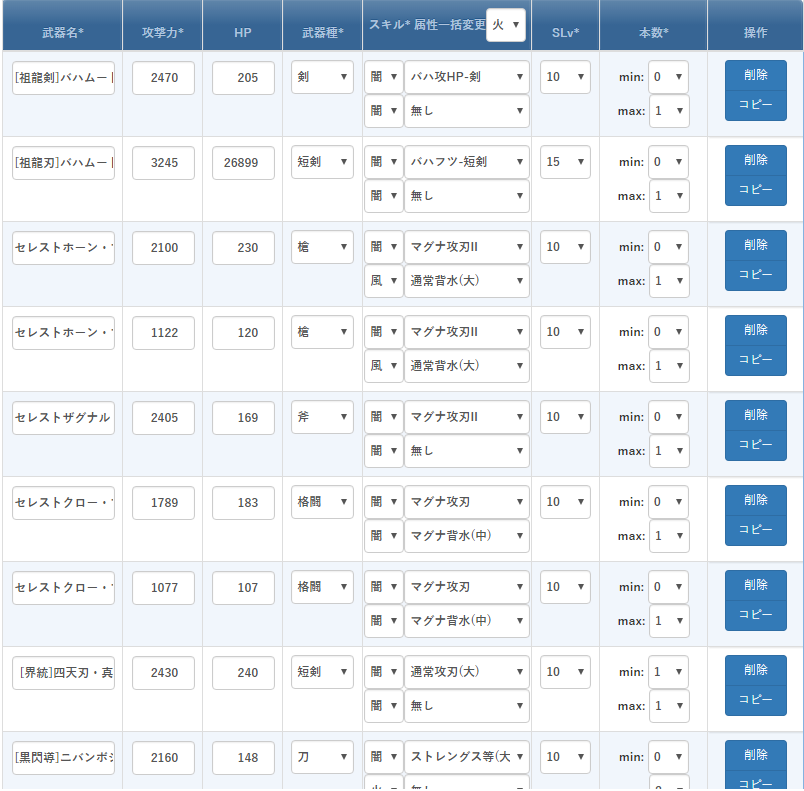 武器名* 攻撃力* HP 武器種* スキル* 属性一括変更 火 ▼ SLv* 本数* 操作
[祖龍剣]バハムート 2470 205 剣 ▼ 闇 ▼ バハ攻HP-剣 ▼ 10 ▼ min: 0 ▼ 削除
闇 ▼ 無し ▼ max: 1 ▼ コピー
[祖龍刃]バハムート 3245 26899 短剣 ▼ 闇 ▼ バハフツ-短剣 ▼ 15 ▼ min: 0 ▼ 削除
闇 ▼ 無し ▼ max: 1 ▼ コピー
セレストホーン・ 2100 230 槍 ▼ 闇 ▼ マグナ攻刃II ▼ 10 ▼ min: 0 ▼ 削除
風 ▼ 通常背水(大) ▼ max: 1 ▼ コピー
セレストホーン・ 1122 120 槍 ▼ 闇 ▼ マグナ攻刃II ▼ 10 ▼ min: 0 ▼ 削除
風 ▼ 通常背水(大) ▼ max: 1 ▼ コピー
セレストザグナル 2405 169 斧 ▼ 闇 ▼ マグナ攻刃II ▼ 10 ▼ min: 0 ▼ 削除
闇 ▼ 無し ▼ max: 1 ▼ コピー
セレストクロー・ 1789 183 格闘 ▼ 闇 ▼ マグナ攻刃 ▼ 10 ▼ min: 0 ▼ 削除
闇 ▼ マグナ背水(中) ▼ max: 1 ▼ コピー
セレストクロー・ 1077 107 格闘 ▼ 闇 ▼ マグナ攻刃 ▼ 10 ▼ min: 0 ▼ 削除
闇 ▼ マグナ背水(中) ▼ max: 1 ▼ コピー
[界統]四天刃・真 2430 240 短剣 ▼ 闇 ▼ 通常攻刃(大) ▼ 10 ▼ min: 1 ▼ 削除
闇 ▼ 無し ▼ max: 1 ▼ コピー
[黒閃導]ニバンボシ 2160 148 刀 ▼ 闇 ▼ ストレングス等(大 ▼ 10 ▼ min: 0 ▼ 削除
火 ▼ 無し ▼ max: ▼ コピー